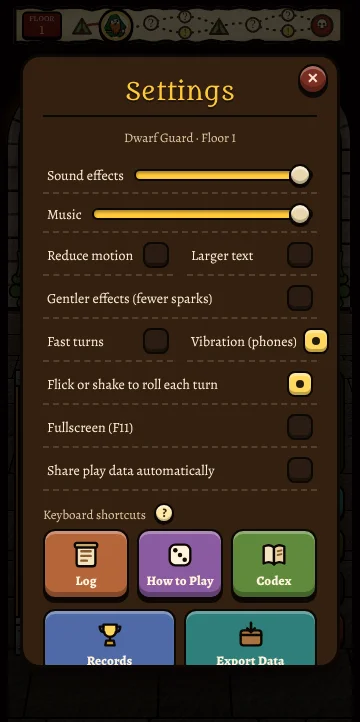 FLOOR
1
Settings
Dwarf Guard · Floor 1
Sound effects
Music
Reduce motion
Larger text
Gentler effects (fewer sparks)
Fast turns
Vibration (phones)
Flick or shake to roll each turn
Fullscreen (F11)
Share play data automatically
Keyboard shortcuts ?
Log
How to Play
Codex
Records
Export Data